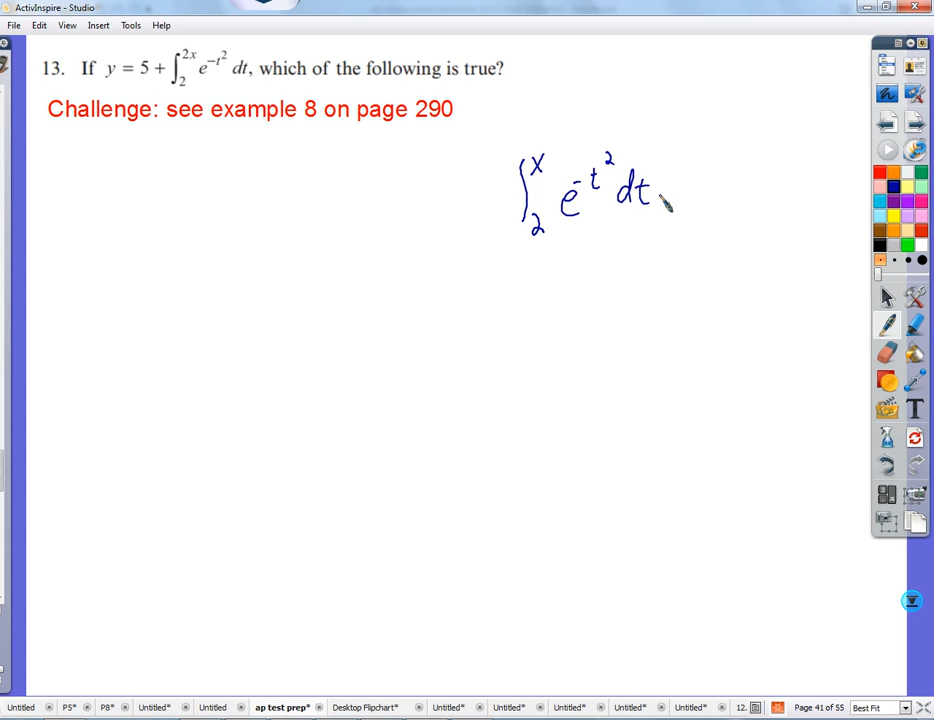 ActivInspire - Studio
File Edit View Insert Tools Help
13. If y = 5 + ∫₂²ˣ e^(-t²) dt, which of the following is true?
Challenge: see example 8 on page 290
∫₂ˣ e^(-t²) dt
Untitled PS* P8* Untitled* Untitled ap test prep* Desktop Flipchart* Untitled* Untitled* Untitled* Untitled* Untitled* 12. Page 41 of 55 Best Fit